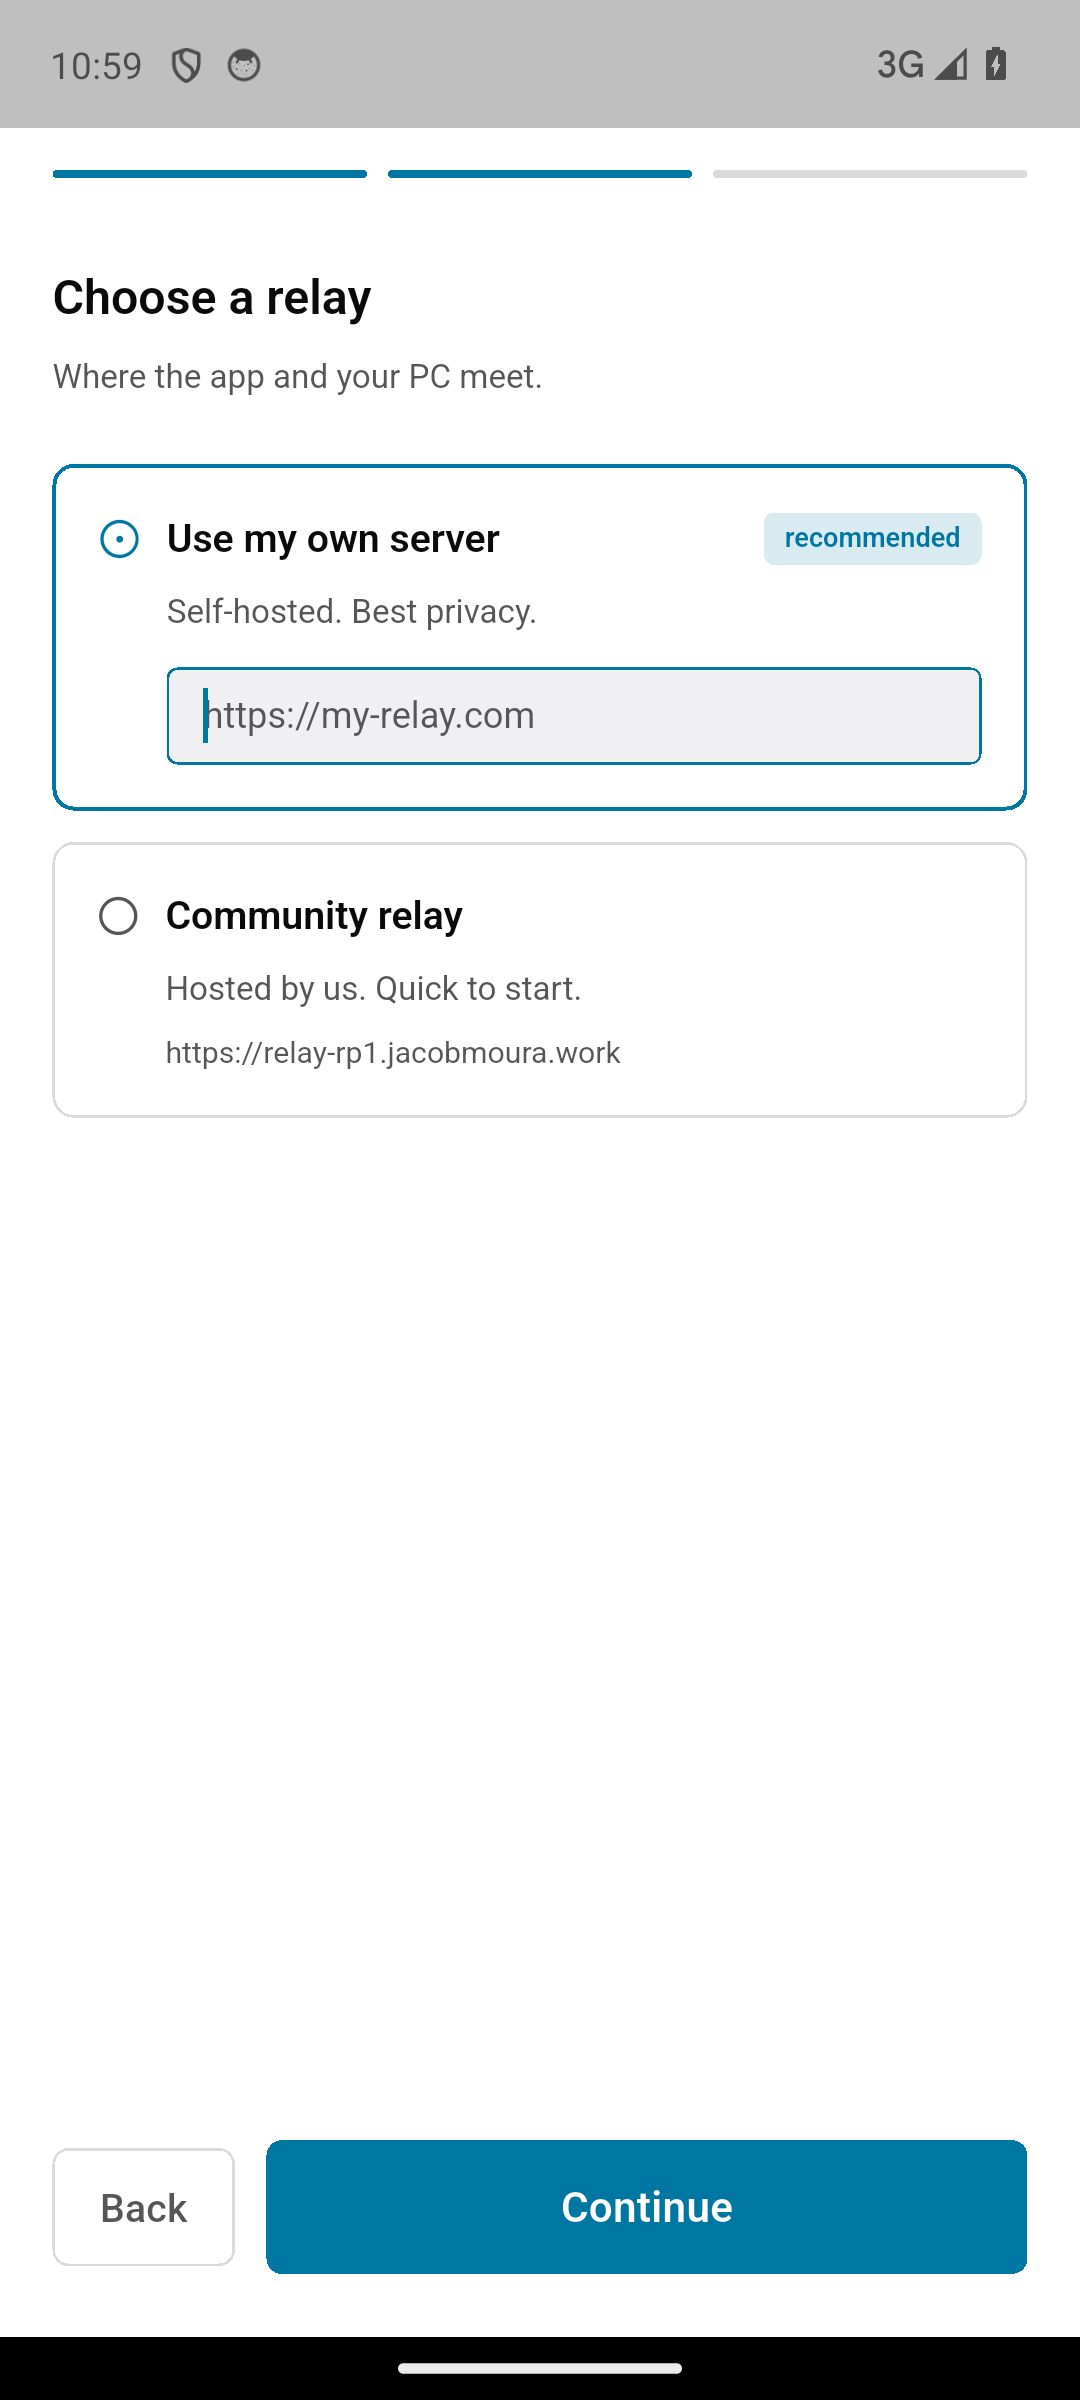 10:59
3G
Choose a relay
Where the app and your PC meet.
Use my own server
recommended
Self-hosted. Best privacy.
https://my-relay.com
Community relay
Hosted by us. Quick to start.
https://relay-rp1.jacobmoura.work
Back
Continue